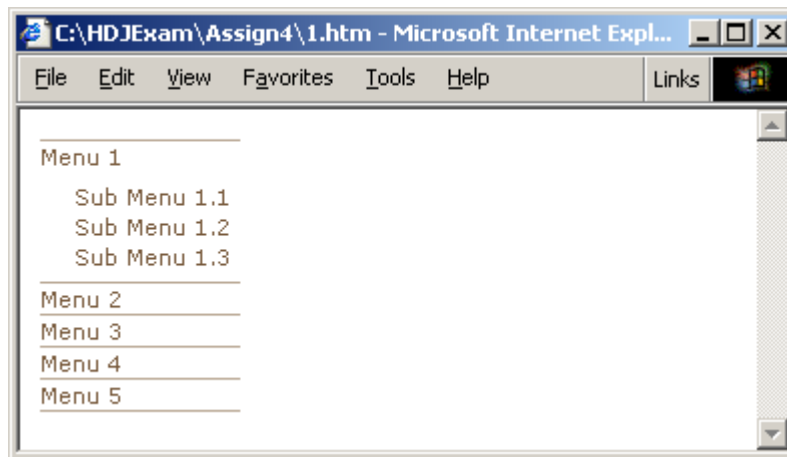 C:\HDJExam\Assign4\1.htm - Microsoft Internet Expl...
File Edit View Favorites Tools Help Links
Menu 1
Sub Menu 1.1
Sub Menu 1.2
Sub Menu 1.3
Menu 2
Menu 3
Menu 4
Menu 5